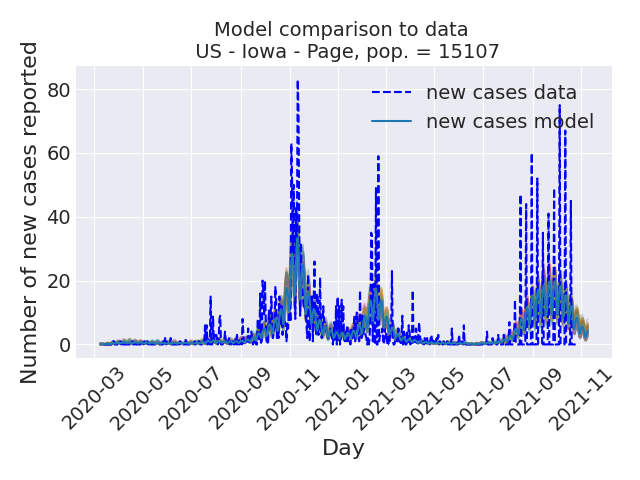 Model comparison to data
US - Iowa - Page, pop. = 15107
Number of new cases reported
80
60
40
20
0
new cases data
new cases model
2020-03
2020-05
2020-07
2020-09
2020-11
2021-01
2021-03
2021-05
2021-07
2021-09
2021-11
Day